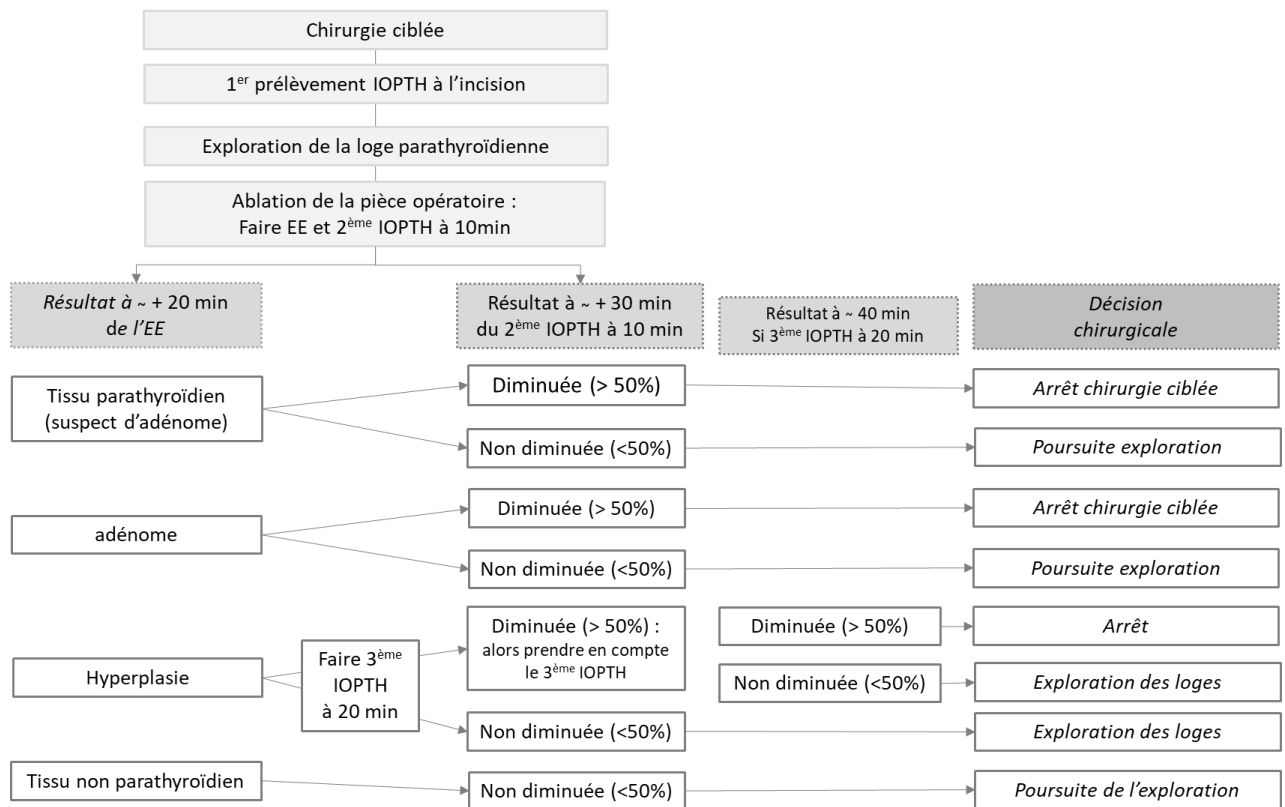 Chirurgie ciblée
1er prélèvement IOPTH à l'incision
Exploration de la loge parathyroïdienne
Ablation de la pièce opératoire :
Faire EE et 2ème IOPTH à 10min
Résultat à ~ + 20 min
de l'EE
Résultat à ~ + 30 min
du 2ème IOPTH à 10 min
Résultat à ~ 40 min
Si 3ème IOPTH à 20 min
Décision
chirurgicale
Tissu parathyroïdien
(suspect d'adénome)
Diminuée (> 50%)
Arrêt chirurgie ciblée
Non diminuée (<50%)
Poursuite exploration
adénome
Diminuée (> 50%)
Arrêt chirurgie ciblée
Non diminuée (<50%)
Poursuite exploration
Hyperplasie
Faire 3ème
IOPTH
à 20 min
Diminuée (> 50%) :
alors prendre en compte
le 3ème IOPTH
Diminuée (> 50%)
Arrêt
Non diminuée (<50%)
Exploration des loges
Non diminuée (<50%)
Exploration des loges
Tissu non parathyroïdien
Non diminuée (<50%)
Poursuite de l'exploration